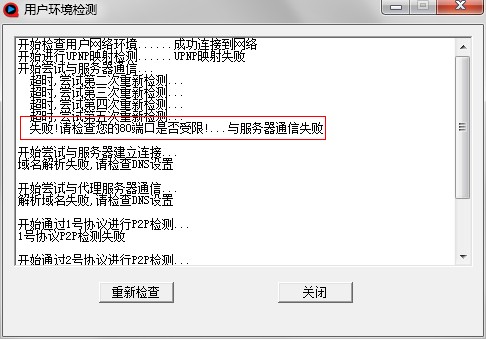 用户环境检测
开始检查用户网络环境......成功连接到网络
开始进行UPNP映射检测......UPNP映射失败
开始尝试与服务器通信...
超时,尝试第二次重新检测...
超时,尝试第三次重新检测...
超时,尝试第四次重新检测...
超时,尝试第五次重新检测...
失败!请检查您的80端口是否受限!...与服务器通信失败
开始尝试与服务器建立连接...
域名解析失败,请检查DNS设置
开始尝试与代理服务器通信...
解析域名失败,请检查DNS设置
开始通过1号协议进行P2P检测...
1号协议P2P检测失败
开始通过2号协议进行P2P检测...
重新检查
关闭